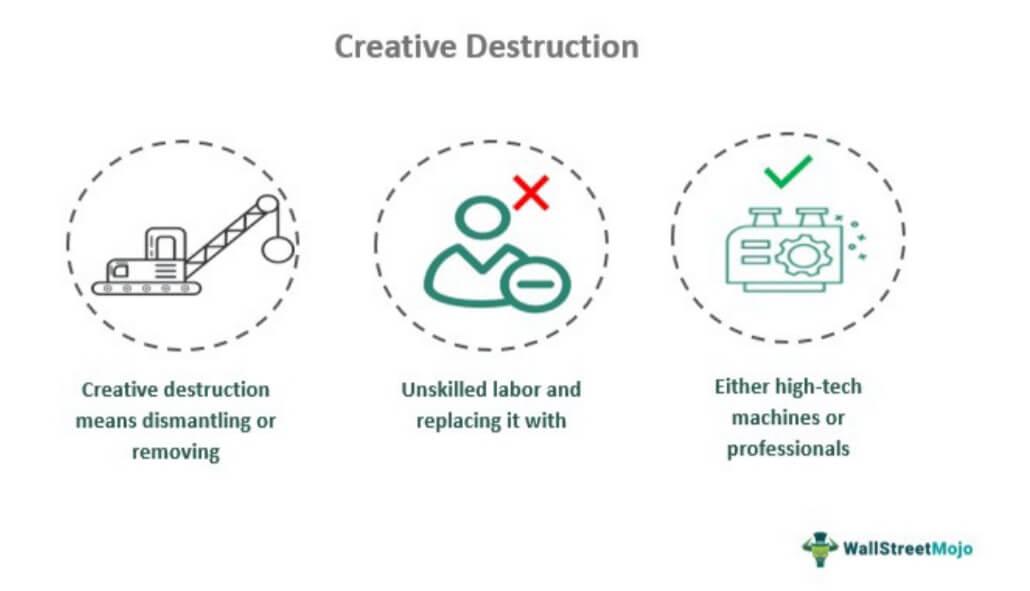 Creative Destruction
Creative destruction
means dismantling or
removing
Unskilled labor and
replacing it with
Either high-tech
machines or
professionals
WallStreetMojo